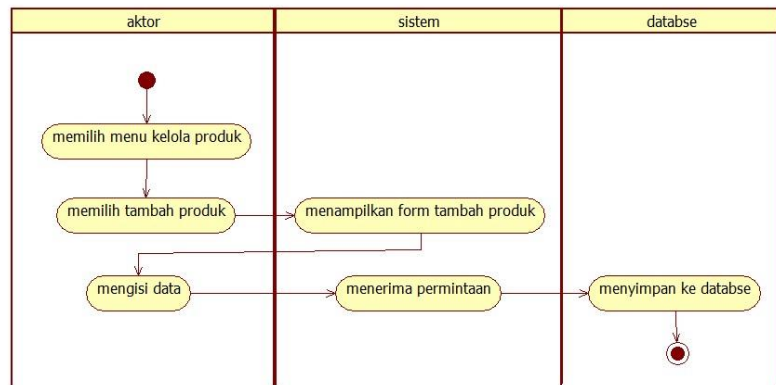 aktor
sistem
databse
memilih menu kelola produk
memilih tambah produk
menampilkan form tambah produk
mengisi data
menerima permintaan
menyimpan ke databse